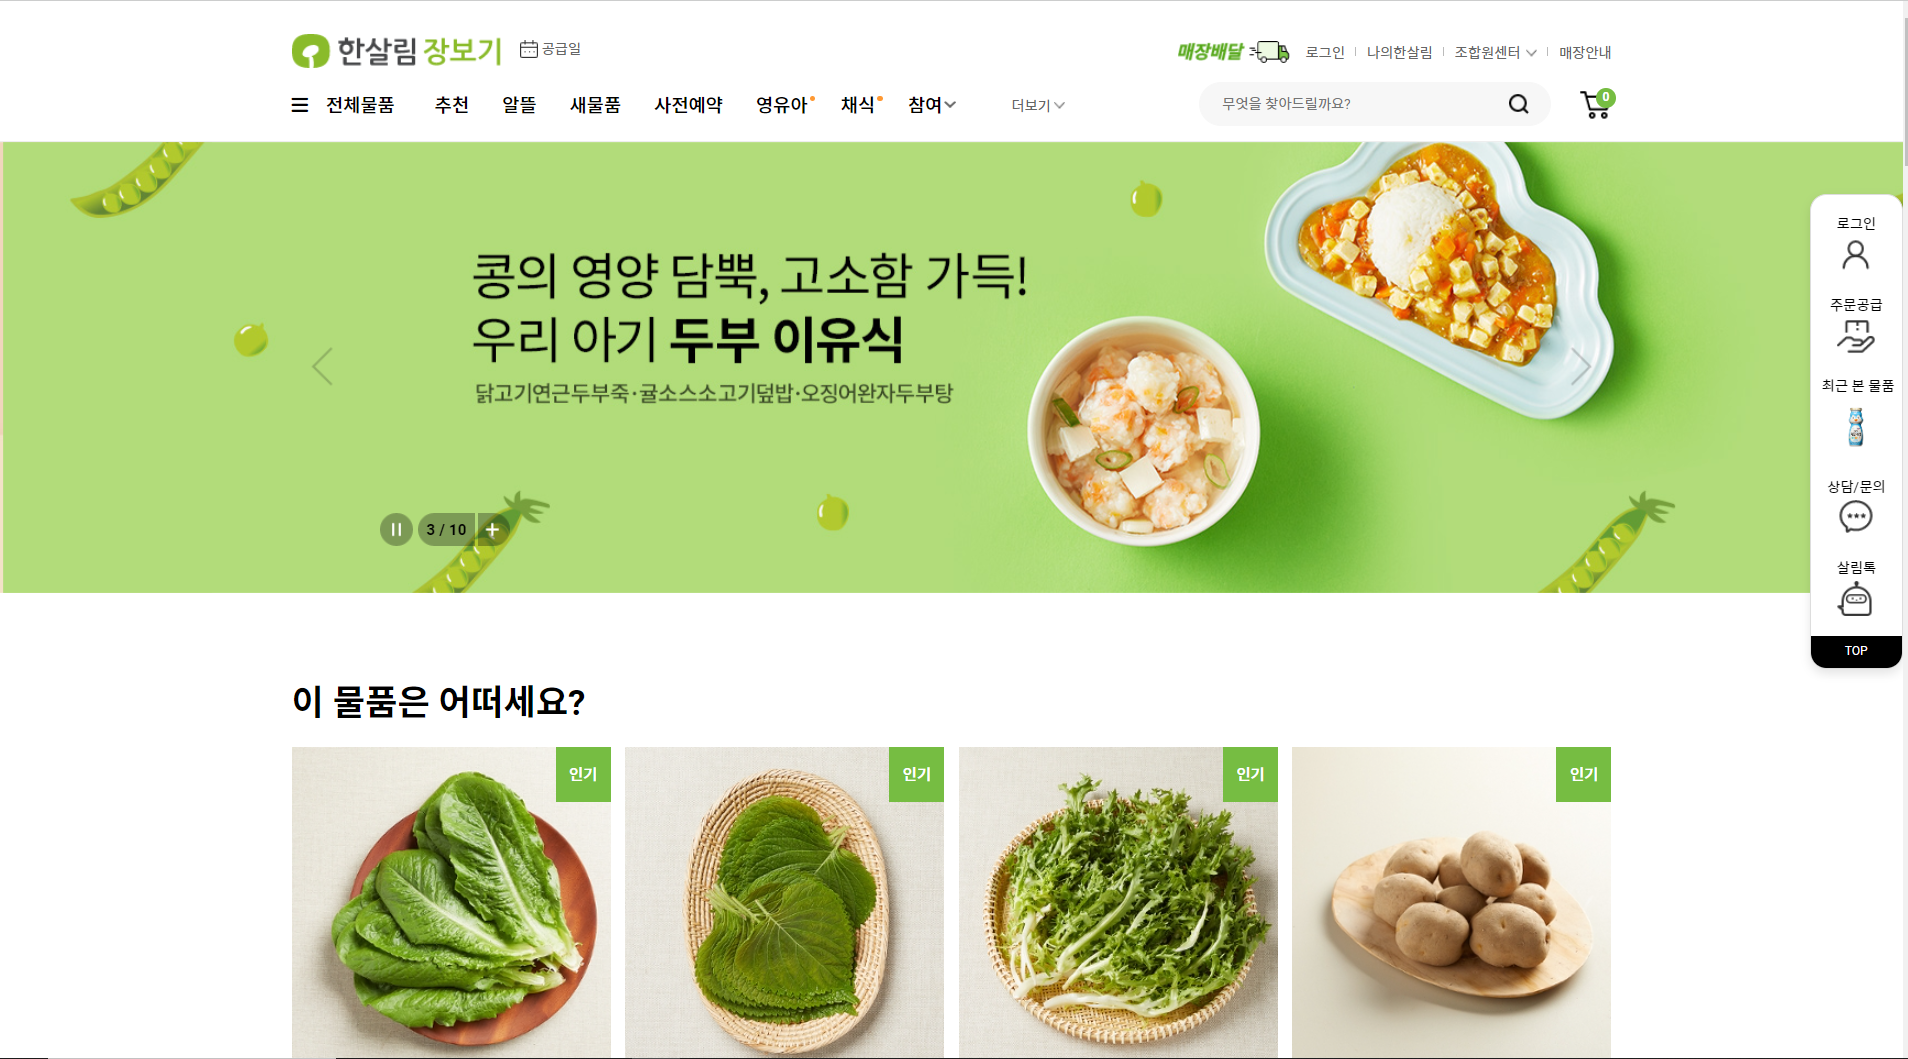 한살림 장보기
공급일
매장배달
로그인
나의한살림
조합원센터
매장안내
전체물품
추천
알뜰
새물품
사전예약
영유아
채식
참여
더보기
무엇을 찾아드릴까요?
0
콩의 영양 담뿍, 고소함 가득!
우리 아기 두부 이유식
닭고기연근두부죽·귤소스소고기덮밥·오징어완자두부탕
3 / 10
로그인
주문공급
최근 본 물품
상담/문의
살림톡
TOP
이 물품은 어떠세요?
인기
인기
인기
인기